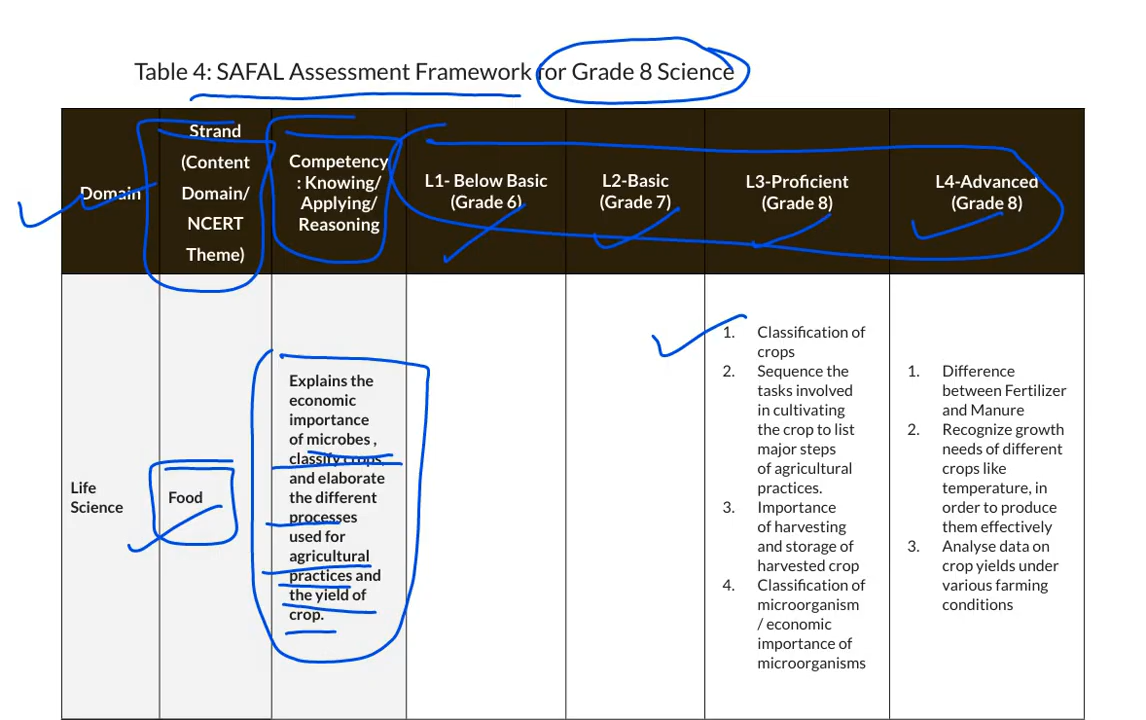 Table 4: SAFAL Assessment Framework for Grade 8 Science
Domain
Strand
(Content
Domain/
NCERT
Theme)
Competency
: Knowing/
Applying/
Reasoning
L1- Below Basic
(Grade 6)
L2-Basic
(Grade 7)
L3-Proficient
(Grade 8)
L4-Advanced
(Grade 8)
Life
Science
Food
Explains the
economic
importance
of microbes ,
classify crops,
and elaborate
the different
processes
used for
agricultural
practices and
the yield of
crop.
1. Classification of
crops
2. Sequence the
tasks involved
in cultivating
the crop to list
major steps
of agricultural
practices.
3. Importance
of harvesting
and storage of
harvested crop
4. Classification of
microorganism
/ economic
importance of
microorganisms
1. Difference
between Fertilizer
and Manure
2. Recognize growth
needs of different
crops like
temperature, in
order to produce
them effectively
3. Analyse data on
crop yields under
various farming
conditions